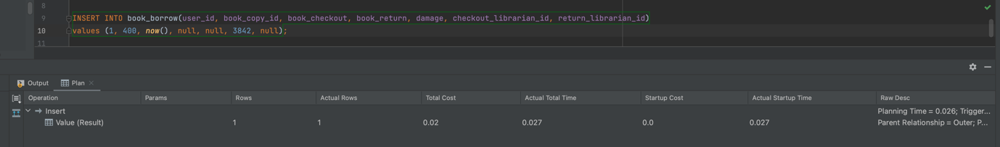 8
9 INSERT INTO book_borrow(user_id, book_copy_id, book_checkout, book_return, damage, checkout_librarian_id, return_librarian_id)
10 values (1, 400, now(), null, null, 3842, null);
11
Output Plan
Operation Params Rows Actual Rows Total Cost Actual Total Time Startup Cost Actual Startup Time Raw Desc
Insert Planning Time = 0.026; Trigger...
Value (Result) 1 1 0.02 0.027 0.0 0.027 Parent Relationship = Outer; P...